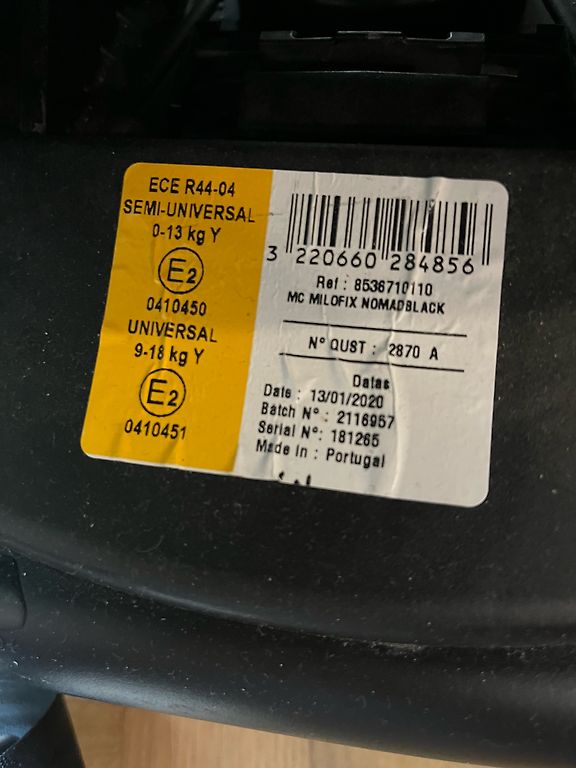 ECE R44-04
SEMI-UNIVERSAL
0-13 kg Y
E2
0410450
UNIVERSAL
9-18 kg Y
E2
0410451
3 220660 284856
Ref : 8536710110
MC MILOFIX NOMADBLACK
N° QUST : 2870 A
Datas
Date : 13/01/2020
Batch N° : 2116957
Serial N° : 181265
Made in : Portugal